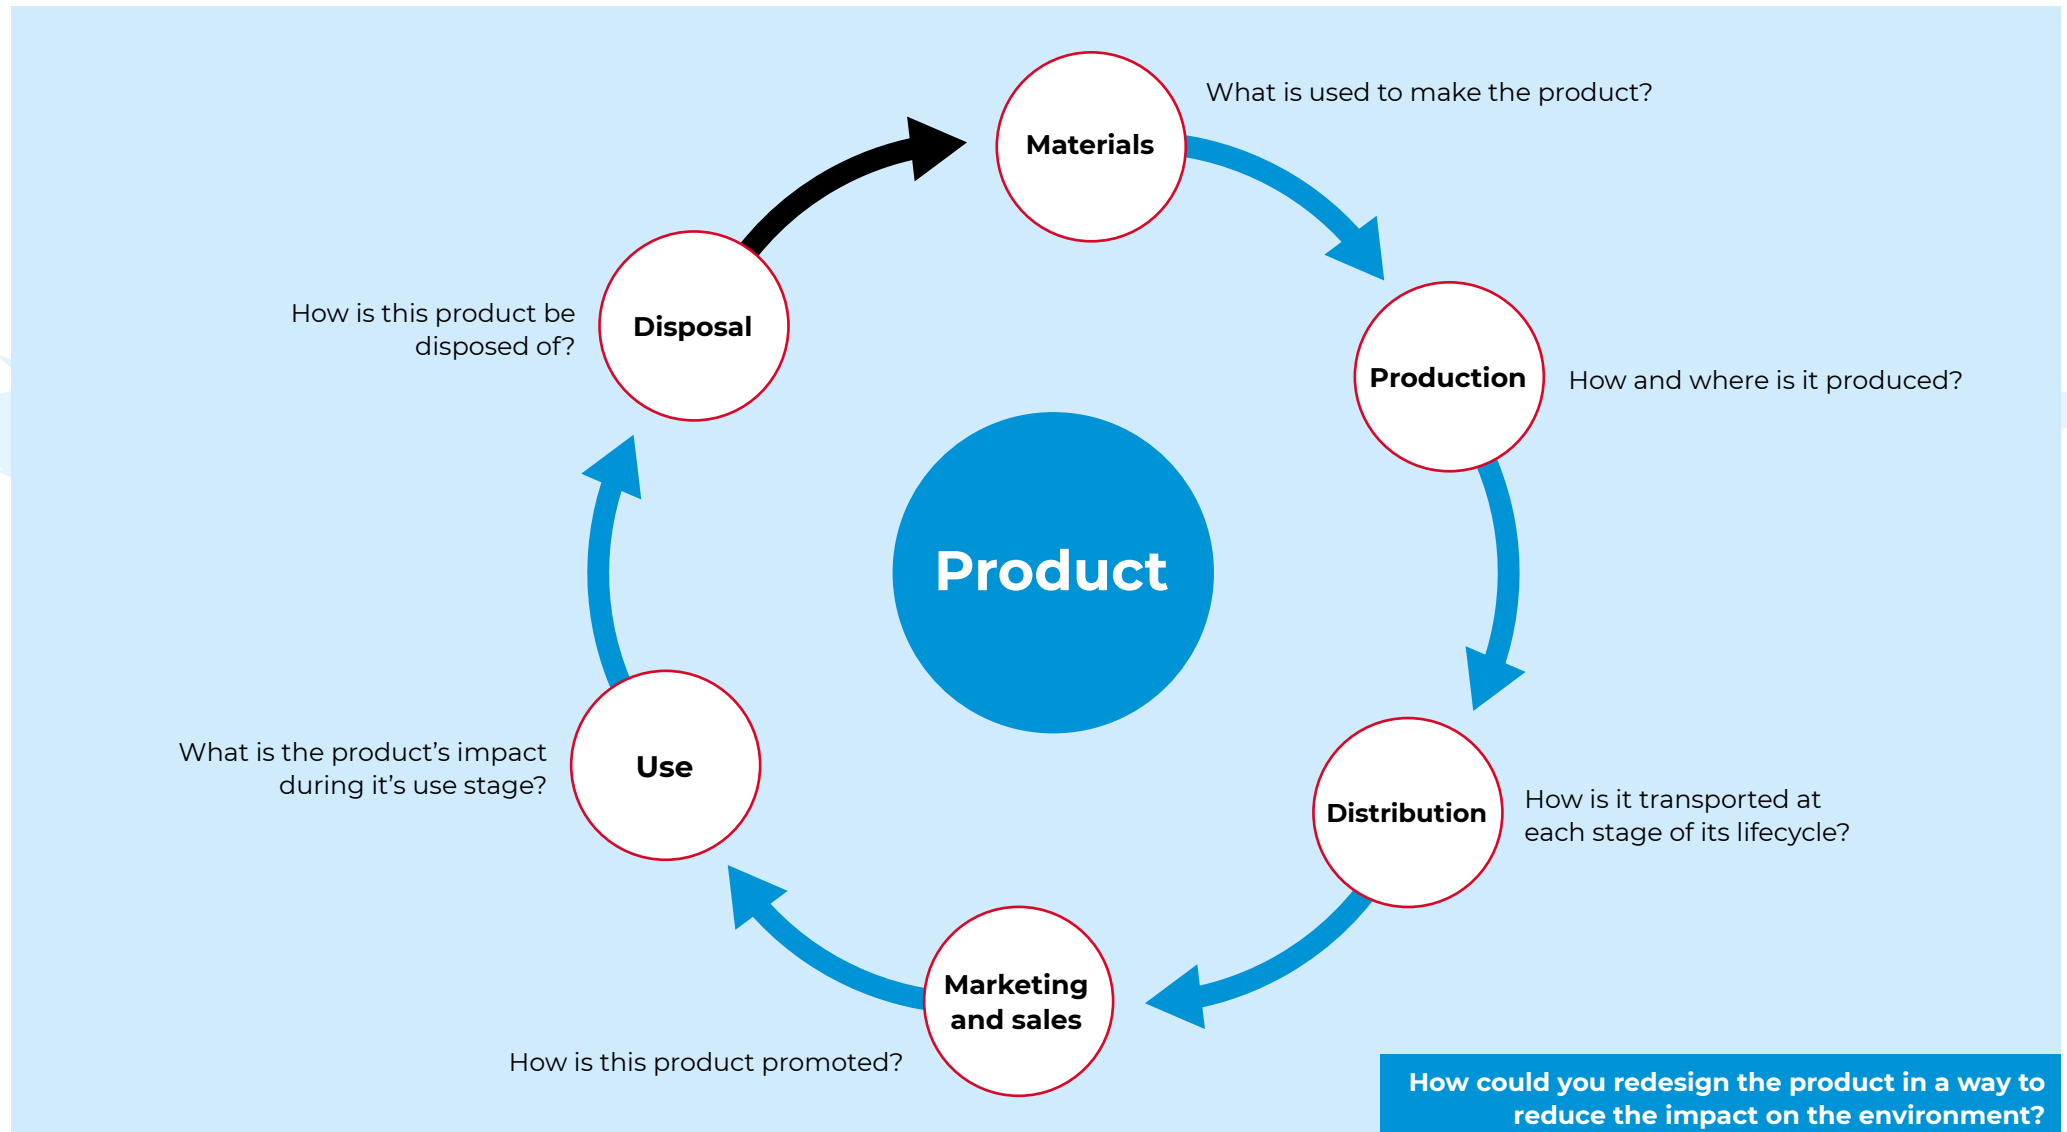 What is used to make the product?
Materials
How is this product be
disposed of?
Disposal
Production
How and where is it produced?
Product
What is the product’s impact
during it’s use stage?
Use
Distribution
How is it transported at
each stage of its lifecycle?
Marketing
and sales
How is this product promoted?
How could you redesign the product in a way to
reduce the impact on the environment?